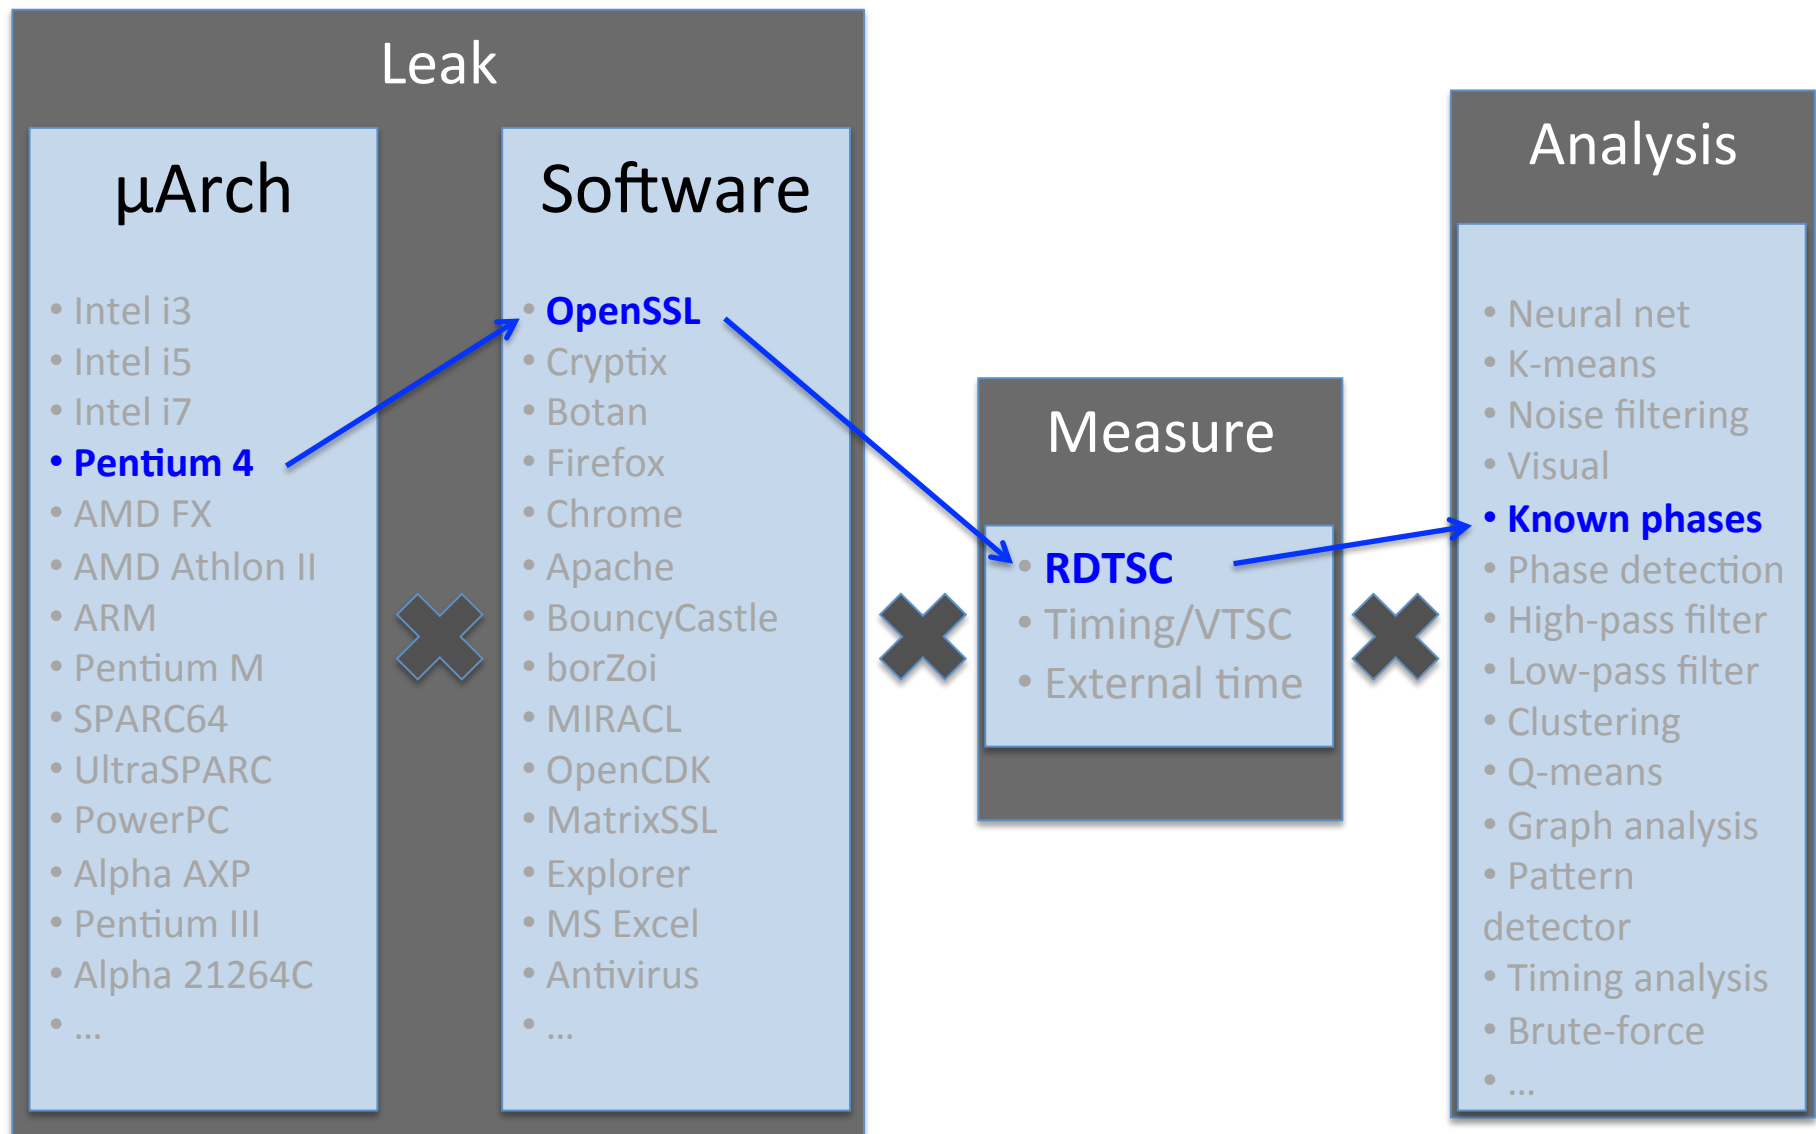 Leak
µArch
• Intel i3
• Intel i5
• Intel i7
• Pentium 4
• AMD FX
• AMD Athlon II
• ARM
• Pentium M
• SPARC64
• UltraSPARC
• PowerPC
• Alpha AXP
• Pentium III
• Alpha 21264C
• ...
Software
• OpenSSL
• Cryptix
• Botan
• Firefox
• Chrome
• Apache
• BouncyCastle
• borZoi
• MIRACL
• OpenCDK
• MatrixSSL
• Explorer
• MS Excel
• Antivirus
• ...
Measure
• RDTSC
• Timing/VTSC
• External time
Analysis
• Neural net
• K-means
• Noise filtering
• Visual
• Known phases
• Phase detection
• High-pass filter
• Low-pass filter
• Clustering
• Q-means
• Graph analysis
• Pattern
detector
• Timing analysis
• Brute-force
• ...